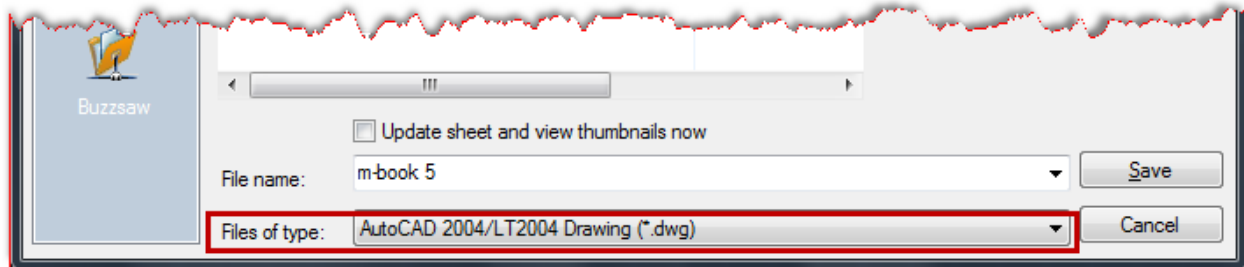 Buzzsaw
Update sheet and view thumbnails now
File name: m-book 5 Save
Files of type: AutoCAD 2004/LT2004 Drawing (*.dwg) Cancel